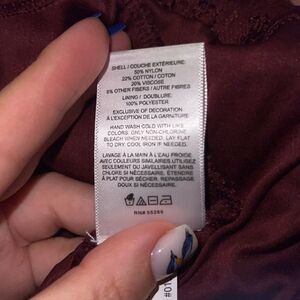 SHELL / COUCHE EXTÉRIEURE:
50% NYLON
22% COTTON / COTON
20% VISCOSE
8% OTHER FIBERS / AUTRE FIBRES
LINING / DOUBLURE:
100% POLYESTER
EXCLUSIVE OF DECORATION
À L'EXCEPTION DE LA GARNITURE
HAND WASH COLD WITH LIKE
COLORS. ONLY NON-CHLORINE
BLEACH WHEN NEEDED. LAY FLAT
TO DRY. COOL IRON IF NEEDED.
LAVAGE À LA MAIN À L'EAU FROIDE
AVEC COULEURS SIMILAIRES.UTILISEZ
SEULEMENT OU JAVELLISANT SANS
CHLORE SI NÉCESSAIRE. ÉTENDRE
À PLAT POUR SÉCHER. REPASSAGE
DOUX SI NÉCESSAIRE.
RN# 55285